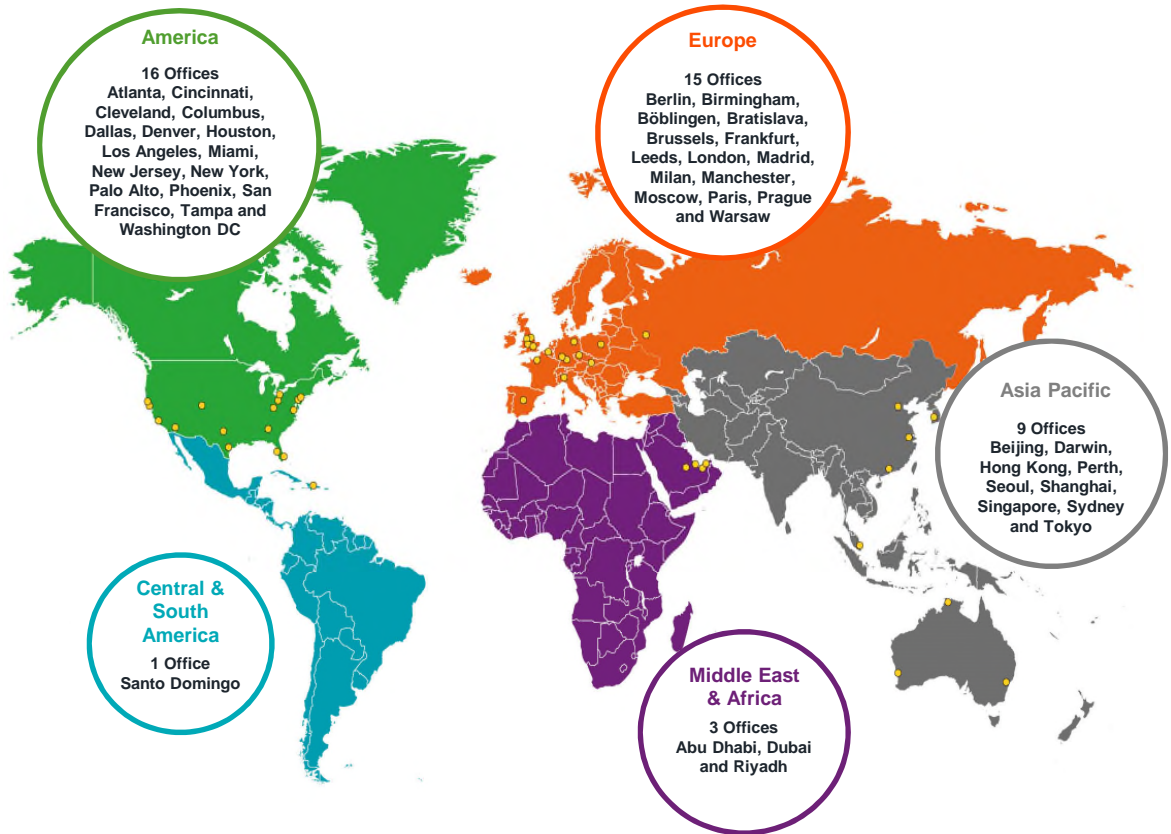 America
16 Offices
Atlanta, Cincinnati,
Cleveland, Columbus,
Dallas, Denver, Houston,
Los Angeles, Miami,
New Jersey, New York,
Palo Alto, Phoenix, San
Francisco, Tampa and
Washington DC
Europe
15 Offices
Berlin, Birmingham,
Böblingen, Bratislava,
Brussels, Frankfurt,
Leeds, London, Madrid,
Milan, Manchester,
Moscow, Paris, Prague
and Warsaw
Asia Pacific
9 Offices
Beijing, Darwin,
Hong Kong, Perth,
Seoul, Shanghai,
Singapore, Sydney
and Tokyo
Central &
South
America
1 Office
Santo Domingo
Middle East
& Africa
3 Offices
Abu Dhabi, Dubai
and Riyadh